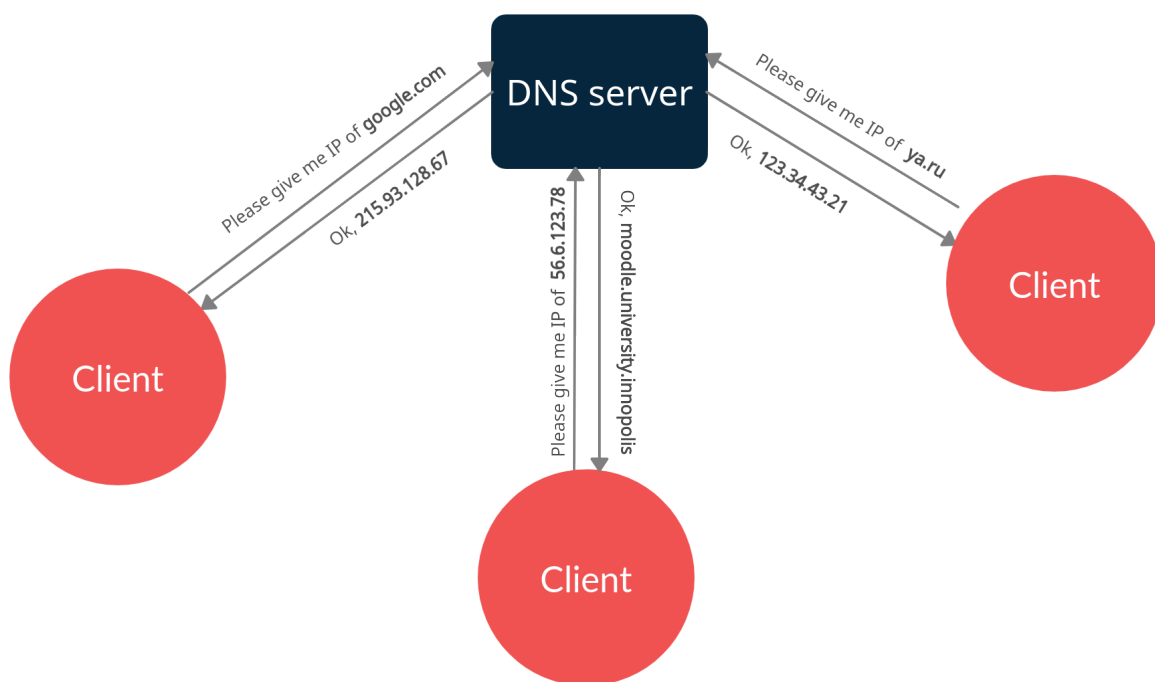 DNS server
Please give me IP of google.com
Ok, 215.93.128.67
Please give me IP of 56.6.123.78
Ok, moodle.university.innopolis
Please give me IP of ya.ru
Ok, 123.34.43.21
Client
Client
Client